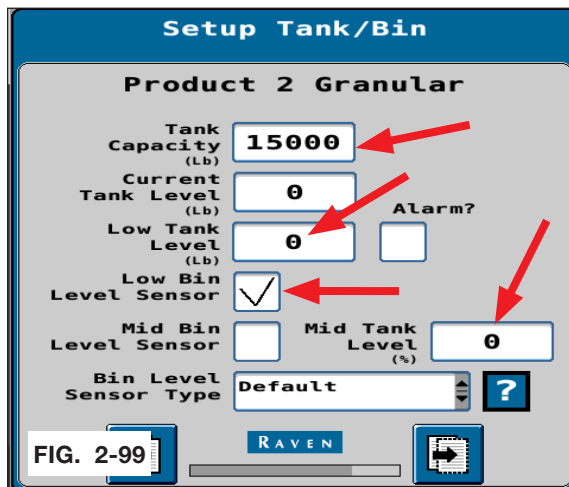 Setup Tank/Bin
Product 2 Granular
Tank
Capacity
(Lb)
15000
Current
Tank Level
(Lb)
0
Alarm?
Low Tank
Level
(Lb)
0
Low Bin
Level Sensor
Mid Bin
Level Sensor
Mid Tank
Level
(%)
0
Bin Level
Sensor Type
Default
?
FIG. 2-99
RAVEN